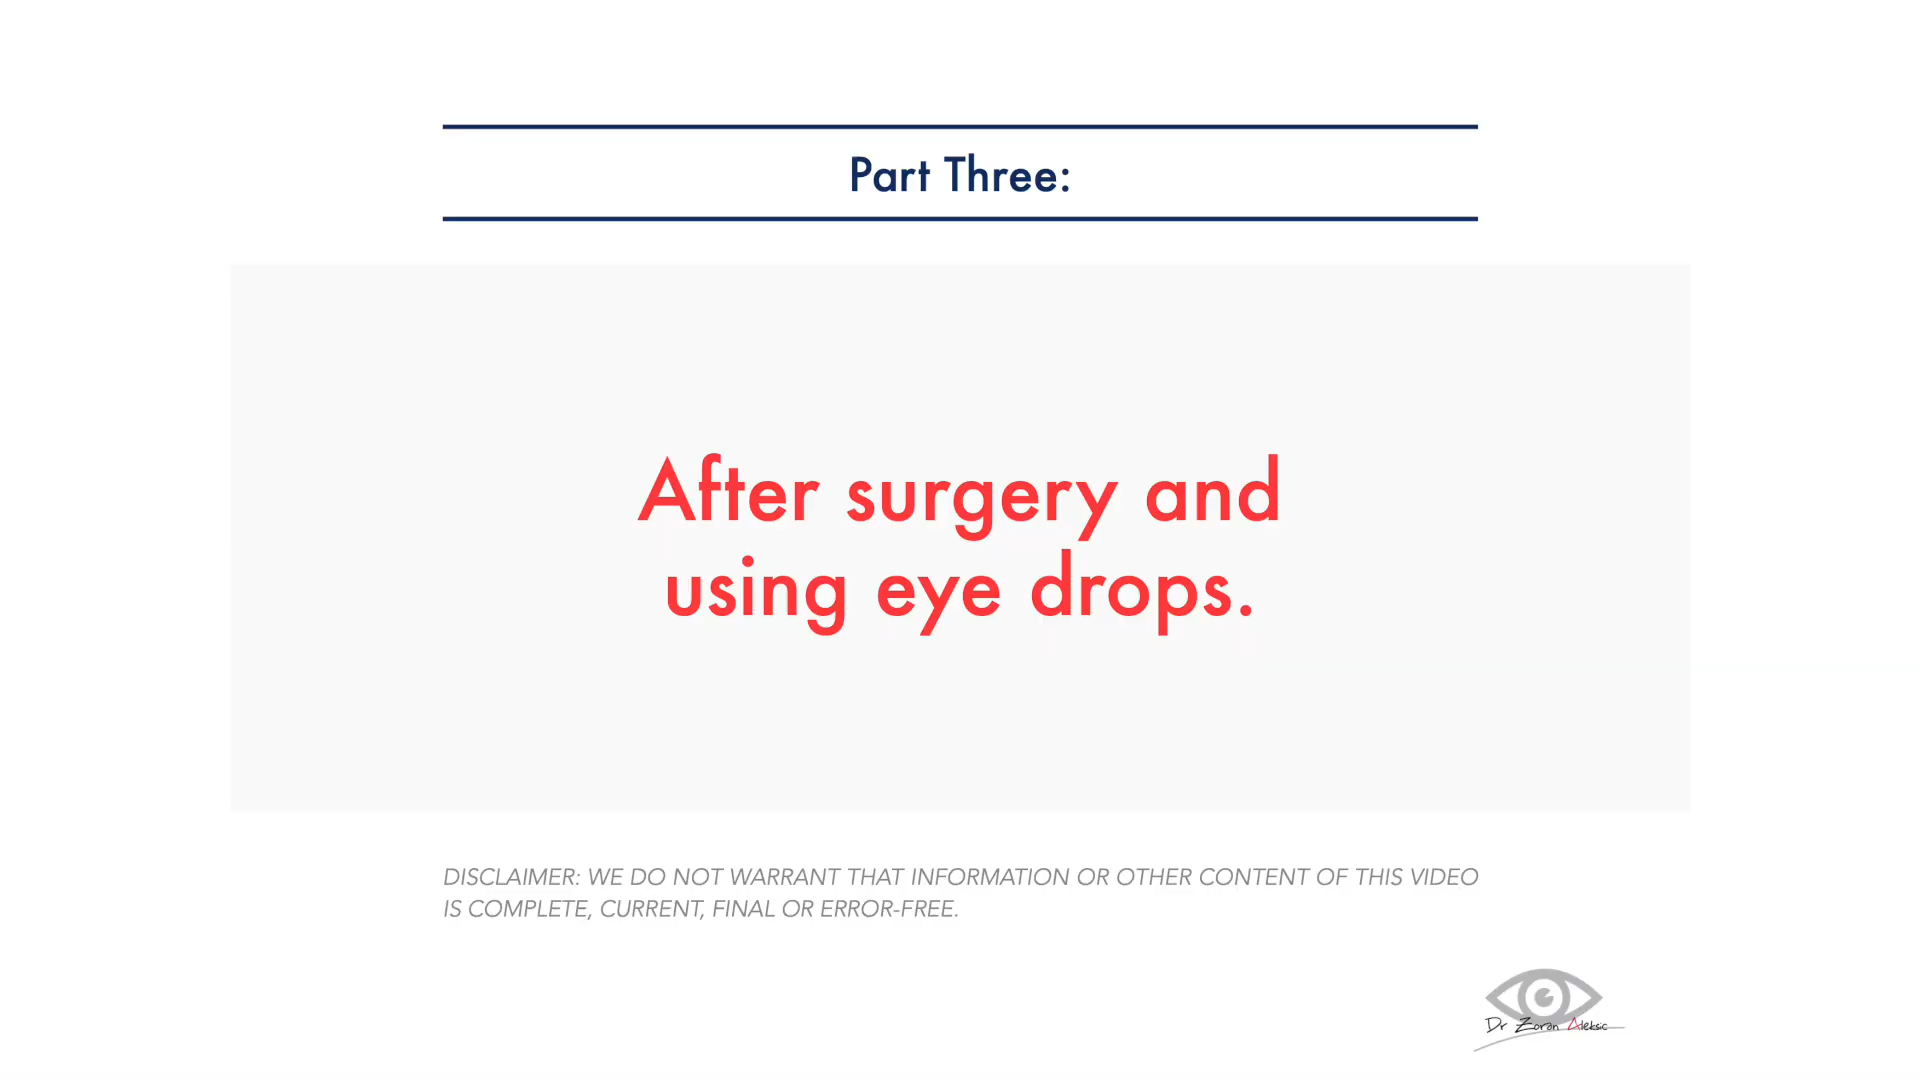 Part Three:
After surgery and
using eye drops.
DISCLAIMER: WE DO NOT WARRANT THAT INFORMATION OR OTHER CONTENT OF THIS VIDEO
IS COMPLETE, CURRENT, FINAL OR ERROR-FREE.
Dr Zoran Aleksic